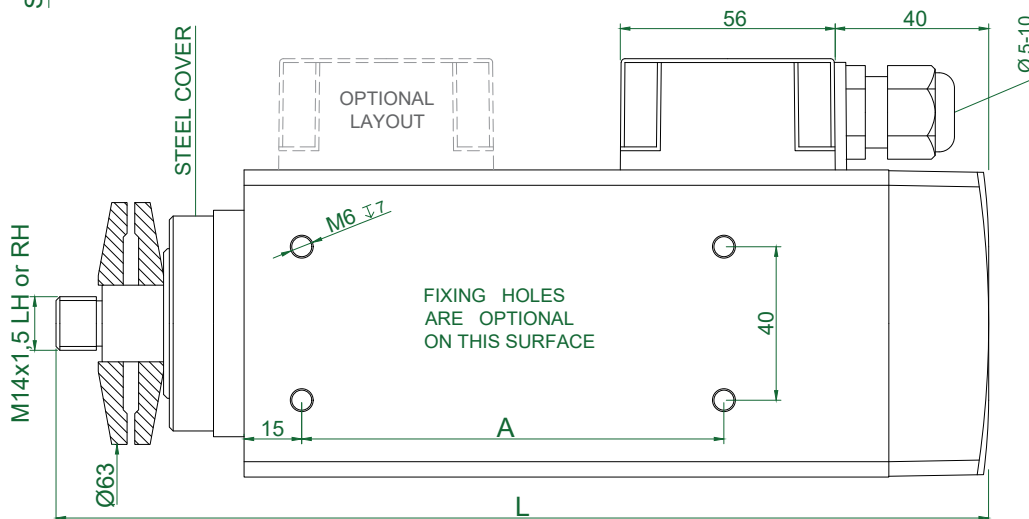 S
56
40
Ø 5-10
STEEL COVER
OPTIONAL
LAYOUT
M6 ↧7
M14x1,5 LH or RH
FIXING HOLES
ARE OPTIONAL
ON THIS SURFACE
40
15
A
Ø63
L